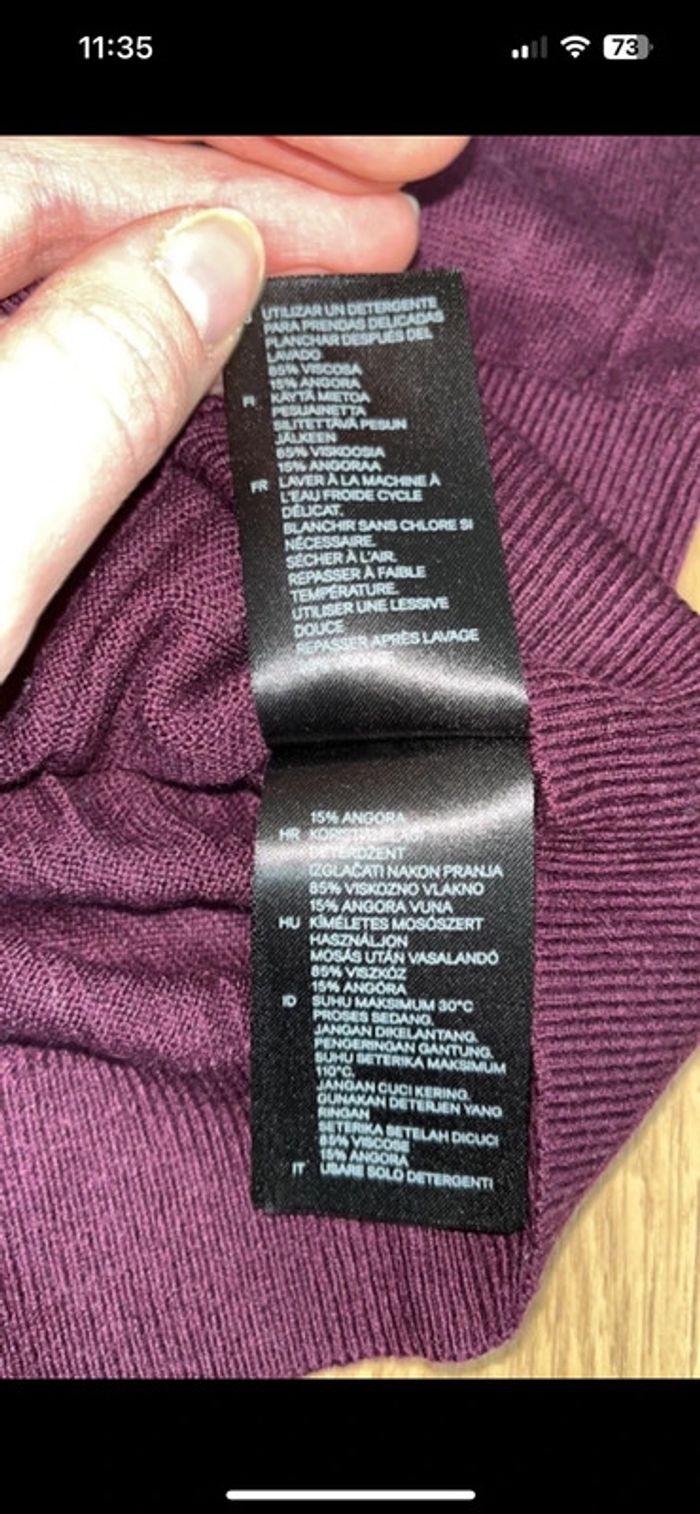 11:35
73
UTILIZAR UN DETERGENTE
PARA PRENDAS DELICADAS
PLANCHAR DESPUÉS DEL
LAVADO
85% VISCOSA
15% ANGORA
FI KÄYTÄ MIETOA
PESUAINETTA
SILITETTÄVÄ PESUN
JÄLKEEN
85% VISKOOSIA
15% ANGORAA
FR LAVER À LA MACHINE À
L'EAU FROIDE CYCLE
DÉLICAT.
BLANCHIR SANS CHLORE SI
NÉCESSAIRE.
SÉCHER À L'AIR.
REPASSER À FAIBLE
TEMPÉRATURE.
UTILISER UNE LESSIVE
DOUCE
REPASSER APRÈS LAVAGE
15% ANGORA
HR
DETERDŽENT
IZGLAČATI NAKON PRANJA
85% VISKOZNO VLAKNO
15% ANGORA VUNA
HU KÍMÉLETES MOSÓSZERT
HASZNÁLJON
MOSÁS UTÁN VASALANDÓ
85% VISZKÓZ
15% ANGÓRA
ID SUHU MAKSIMUM 30°C
PROSES SEDANG.
JANGAN DIKELANTANG.
PENGERINGAN GANTUNG.
SUHU SETERIKA MAKSIMUM
110°C.
JANGAN CUCI KERING.
GUNAKAN DETERJEN YANG
RINGAN
SETERIKA SETELAH DICUCI
85% VISCOSE
15% ANGORA
IT USARE SOLO DETERGENTI